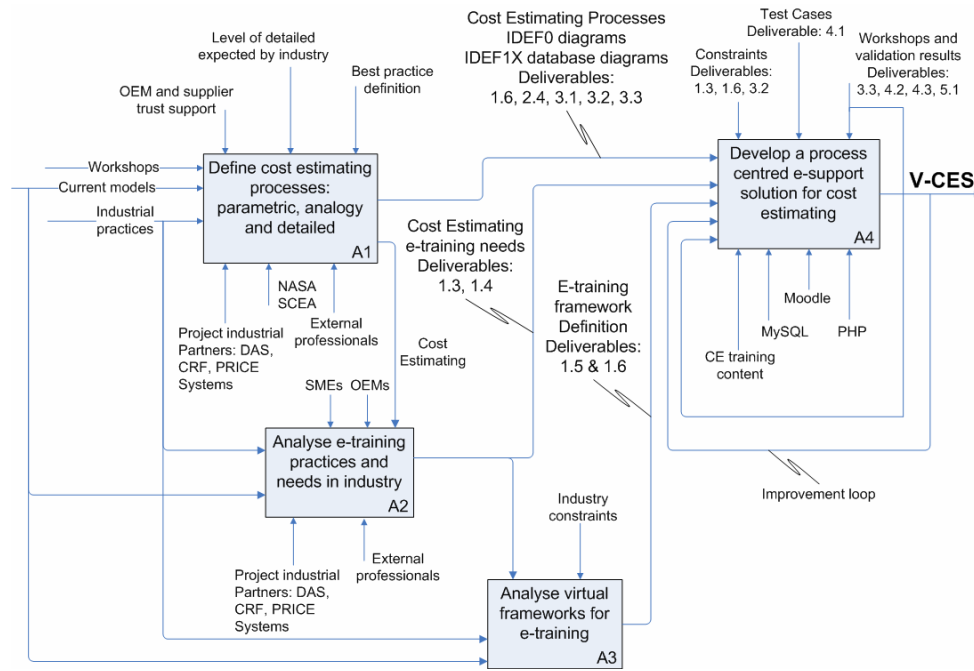 Level of detailed
expected by industry
OEM and supplier
trust support
Best practice
definition
Cost Estimating Processes
IDEF0 diagrams
IDEF1X database diagrams
Deliverables:
1.6, 2.4, 3.1, 3.2, 3.3
Test Cases
Deliverable: 4.1
Constraints
Deliverables:
1.3, 1.6, 3.2
Workshops and
validation results
Deliverables:
3.3, 4.2, 4.3, 5.1
Workshops
Current models
Industrial
practices
Define cost estimating
processes:
parametric, analogy
and detailed
A1
Develop a process
centred e-support
solution for cost
estimating
A4
V-CES
NASA
SCEA
Project industrial
Partners: DAS,
CRF, PRICE
Systems
External
professionals
Cost
Estimating
Cost Estimating
e-training needs
Deliverables:
1.3, 1.4
E-training
framework
Definition
Deliverables:
1.5 & 1.6
Moodle
MySQL
PHP
CE training
content
SMEs
OEMs
Analyse e-training
practices and
needs in industry
A2
Improvement loop
Industry
constraints
Project industrial
Partners: DAS,
CRF, PRICE
Systems
External
professionals
Analyse virtual
frameworks for
e-training
A3